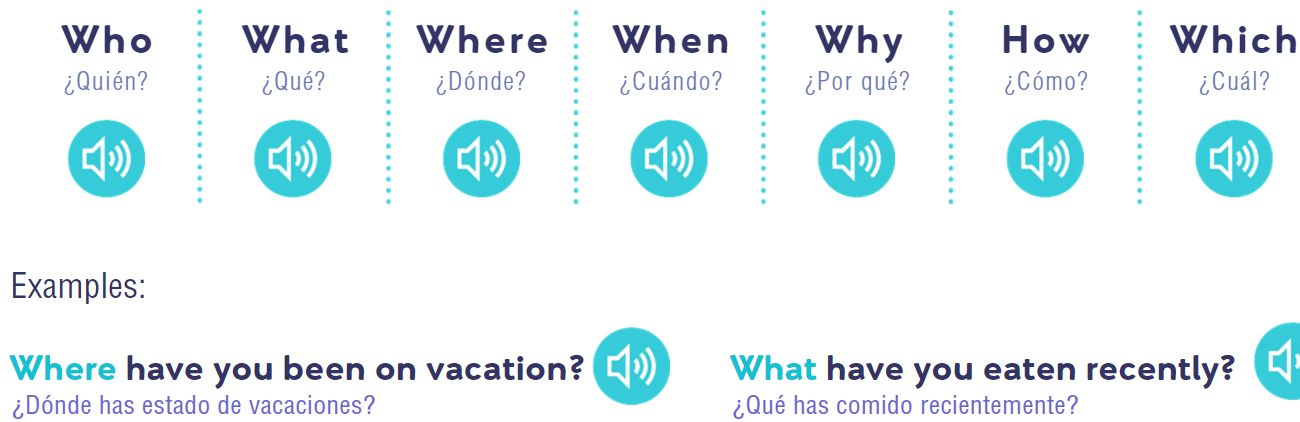 Who What Where When Why How Which
¿Quién? ¿Qué? ¿Dónde? ¿Cuándo? ¿Por qué? ¿Cómo? ¿Cuál?
Examples:
Where have you been on vacation? What have you eaten recently?
¿Dónde has estado de vacaciones? ¿Qué has comido recientemente?